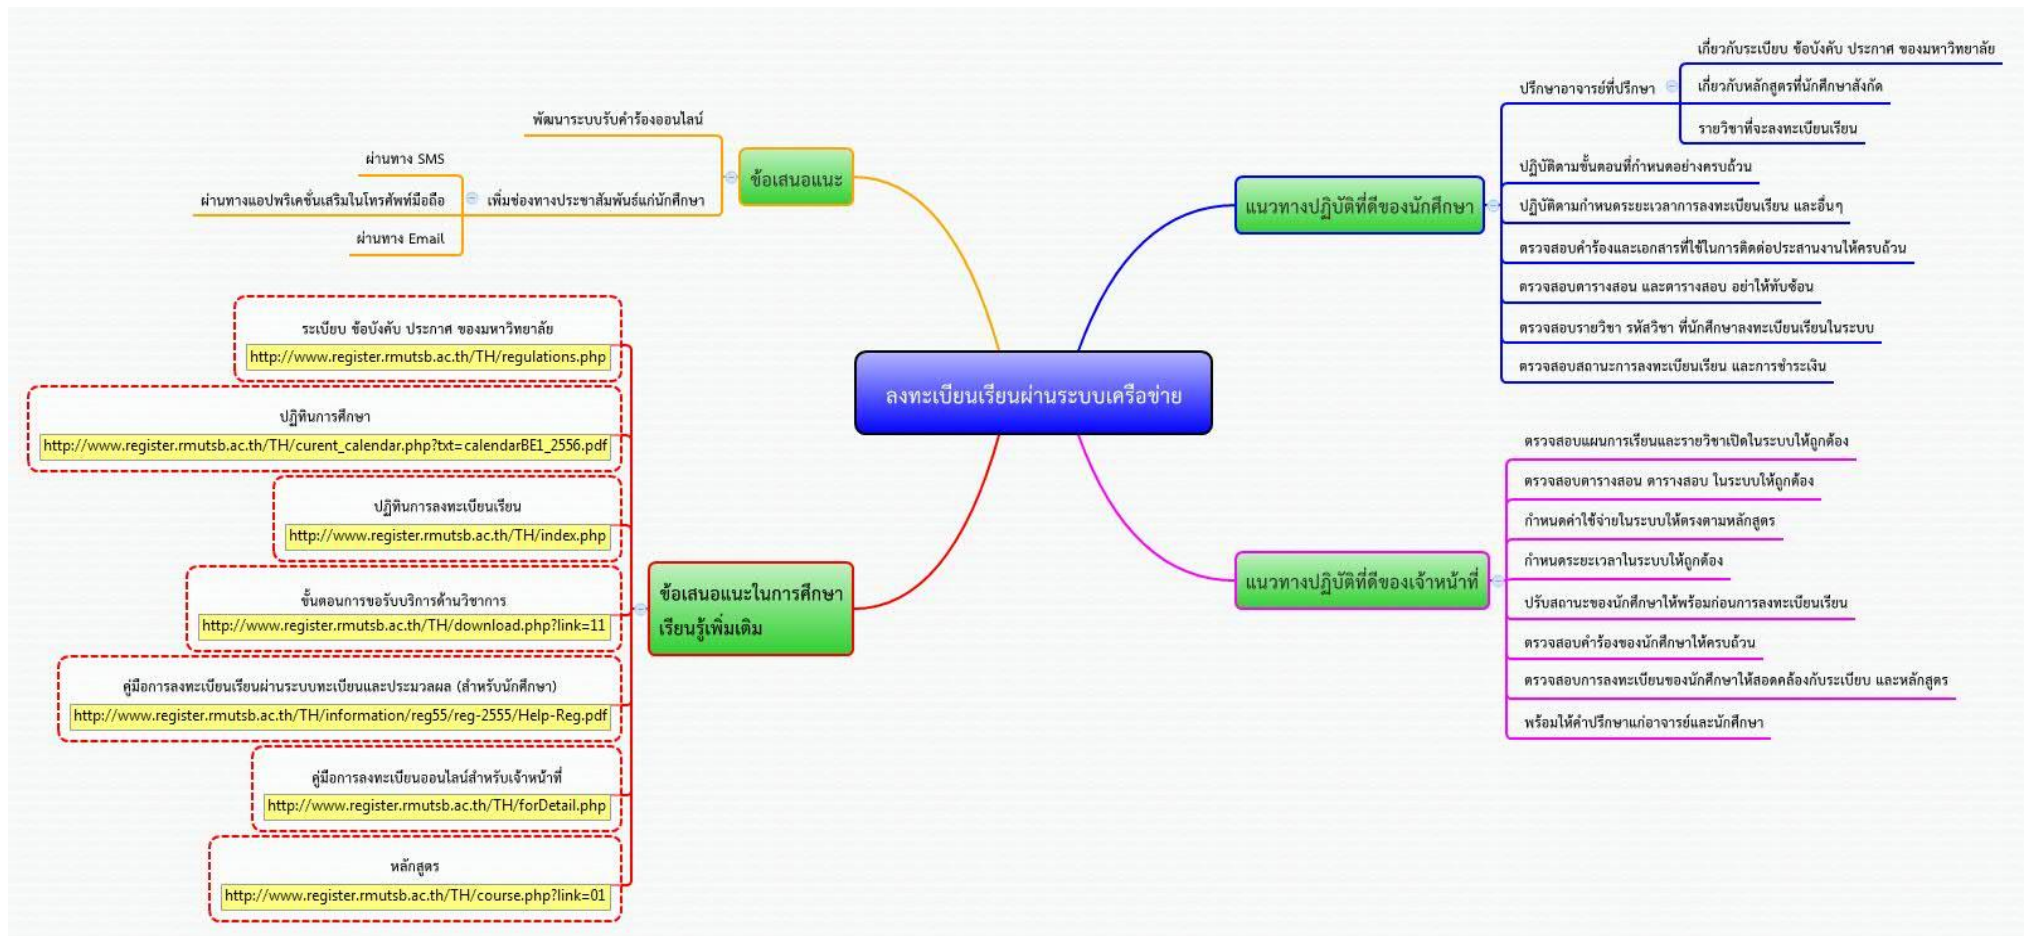 ลงทะเบียนเรียนผ่านระบบเครือข่าย
แนวทางปฏิบัติที่ดีของนักศึกษา
ปรึกษาอาจารย์ที่ปรึกษา
เกี่ยวกับระเบียบ ข้อบังคับ ประกาศ ของมหาวิทยาลัย
เกี่ยวกับหลักสูตรที่นักศึกษาสังกัด
รายวิชาที่จะลงทะเบียนเรียน
ปฏิบัติตามขั้นตอนที่กำหนดอย่างครบถ้วน
ปฏิบัติตามกำหนดระยะเวลาการลงทะเบียนเรียน และอื่นๆ
ตรวจสอบคำร้องและเอกสารที่ใช้ในการติดต่อประสานงานให้ครบถ้วน
ตรวจสอบตารางสอน และตารางสอบ อย่าให้ทับซ้อน
ตรวจสอบรายวิชา รหัสวิชา ที่นักศึกษาลงทะเบียนเรียนในระบบ
ตรวจสอบสถานะการลงทะเบียนเรียน และการชำระเงิน
แนวทางปฏิบัติที่ดีของเจ้าหน้าที่
ตรวจสอบแผนการเรียนและรายวิชาเปิดในระบบให้ถูกต้อง
ตรวจสอบตารางสอน ตารางสอบ ในระบบให้ถูกต้อง
กำหนดค่าใช้จ่ายในระบบให้ตรงตามหลักสูตร
กำหนดระยะเวลาในระบบให้ถูกต้อง
ปรับสถานะของนักศึกษาให้พร้อมก่อนการลงทะเบียนเรียน
ตรวจสอบคำร้องของนักศึกษาให้ครบถ้วน
ตรวจสอบการลงทะเบียนของนักศึกษาให้สอดคล้องกับระเบียบ และหลักสูตร
พร้อมให้คำปรึกษาแก่อาจารย์และนักศึกษา
ข้อเสนอแนะ
พัฒนาระบบรับคำร้องออนไลน์
เพิ่มช่องทางประชาสัมพันธ์แก่นักศึกษา
ผ่านทาง SMS
ผ่านทางแอปพริเคชั่นเสริมในโทรศัพท์มือถือ
ผ่านทาง Email
ข้อเสนอแนะในการศึกษา
เรียนรู้เพิ่มเติม
ระเบียบ ข้อบังคับ ประกาศ ของมหาวิทยาลัย
http://www.register.rmutsb.ac.th/TH/regulations.php
ปฏิทินการศึกษา
http://www.register.rmutsb.ac.th/TH/curent_calendar.php?txt=calendarBE1_2556.pdf
ปฏิทินการลงทะเบียนเรียน
http://www.register.rmutsb.ac.th/TH/index.php
ขั้นตอนการขอรับบริการด้านวิชาการ
http://www.register.rmutsb.ac.th/TH/download.php?link=11
คู่มือการลงทะเบียนเรียนผ่านระบบทะเบียนและประมวลผล (สำหรับนักศึกษา)
http://www.register.rmutsb.ac.th/TH/information/reg55/reg-2555/Help-Reg.pdf
คู่มือการลงทะเบียนออนไลน์สำหรับเจ้าหน้าที่
http://www.register.rmutsb.ac.th/TH/forDetail.php
หลักสูตร
http://www.register.rmutsb.ac.th/TH/course.php?link=01